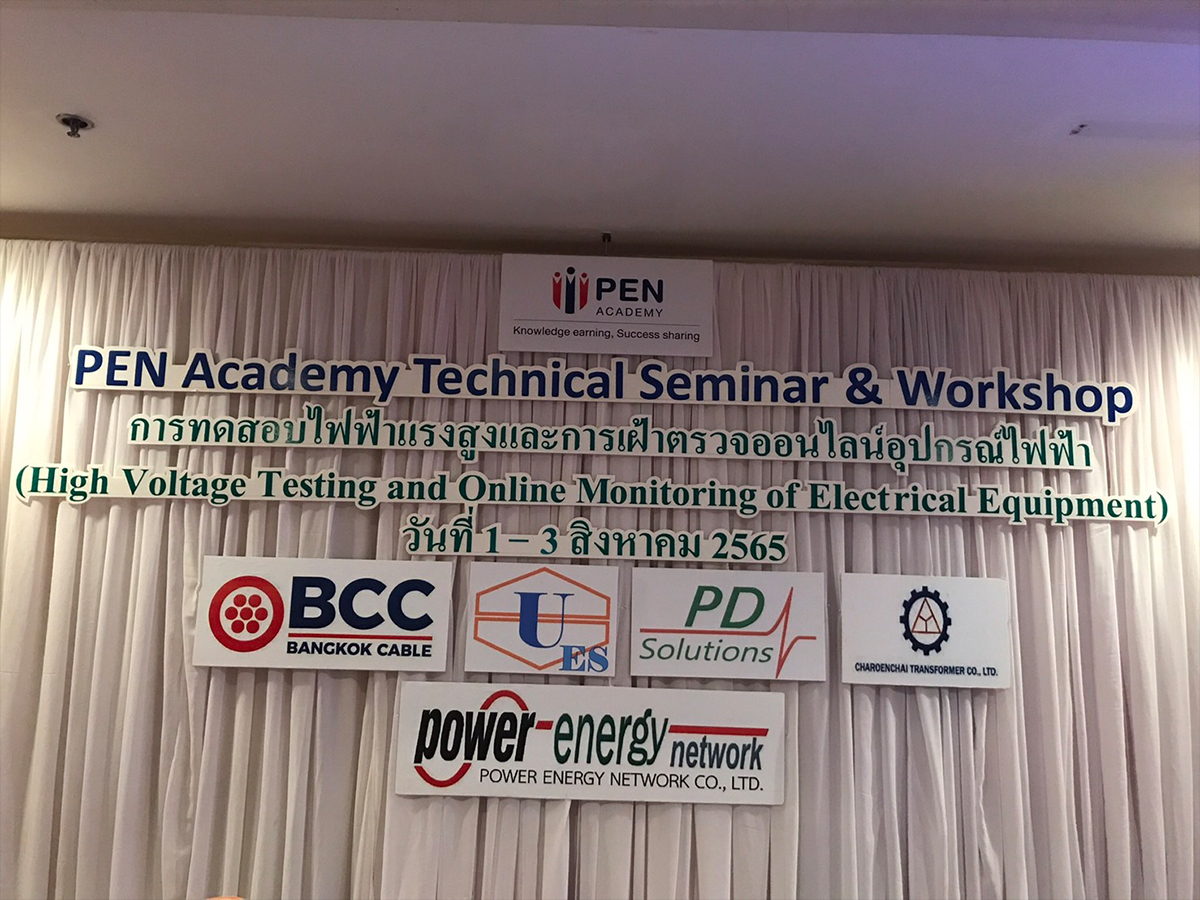 PEN
ACADEMY
Knowledge earning, Success sharing
PEN Academy Technical Seminar & Workshop
การทดสอบไฟฟ้าแรงสูงและการเฝ้าตรวจออนไลน์อุปกรณ์ไฟฟ้า
(High Voltage Testing and Online Monitoring of Electrical Equipment)
วันที่ 1 – 3 สิงหาคม 2565
BCC
BANGKOK CABLE
U
ES
PD
Solutions
CHAROENCHAI TRANSFORMER CO., LTD.
power-energy network
POWER ENERGY NETWORK CO., LTD.